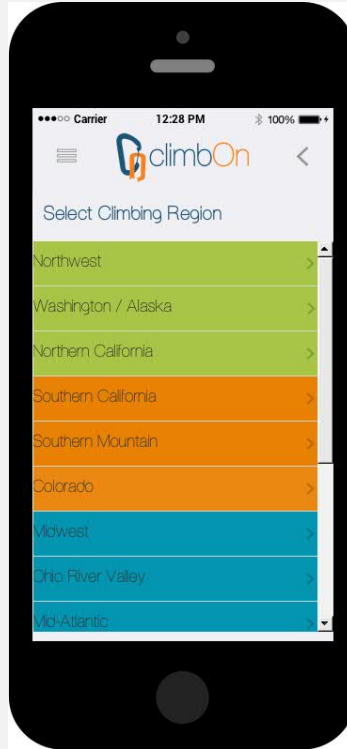 Carrier 12:28 PM 100%
climbOn
Select Climbing Region
Northwest
Washington / Alaska
Northern California
Southern California
Southern Mountain
Colorado
Midwest
Ohio River Valley
Mid-Atlantic